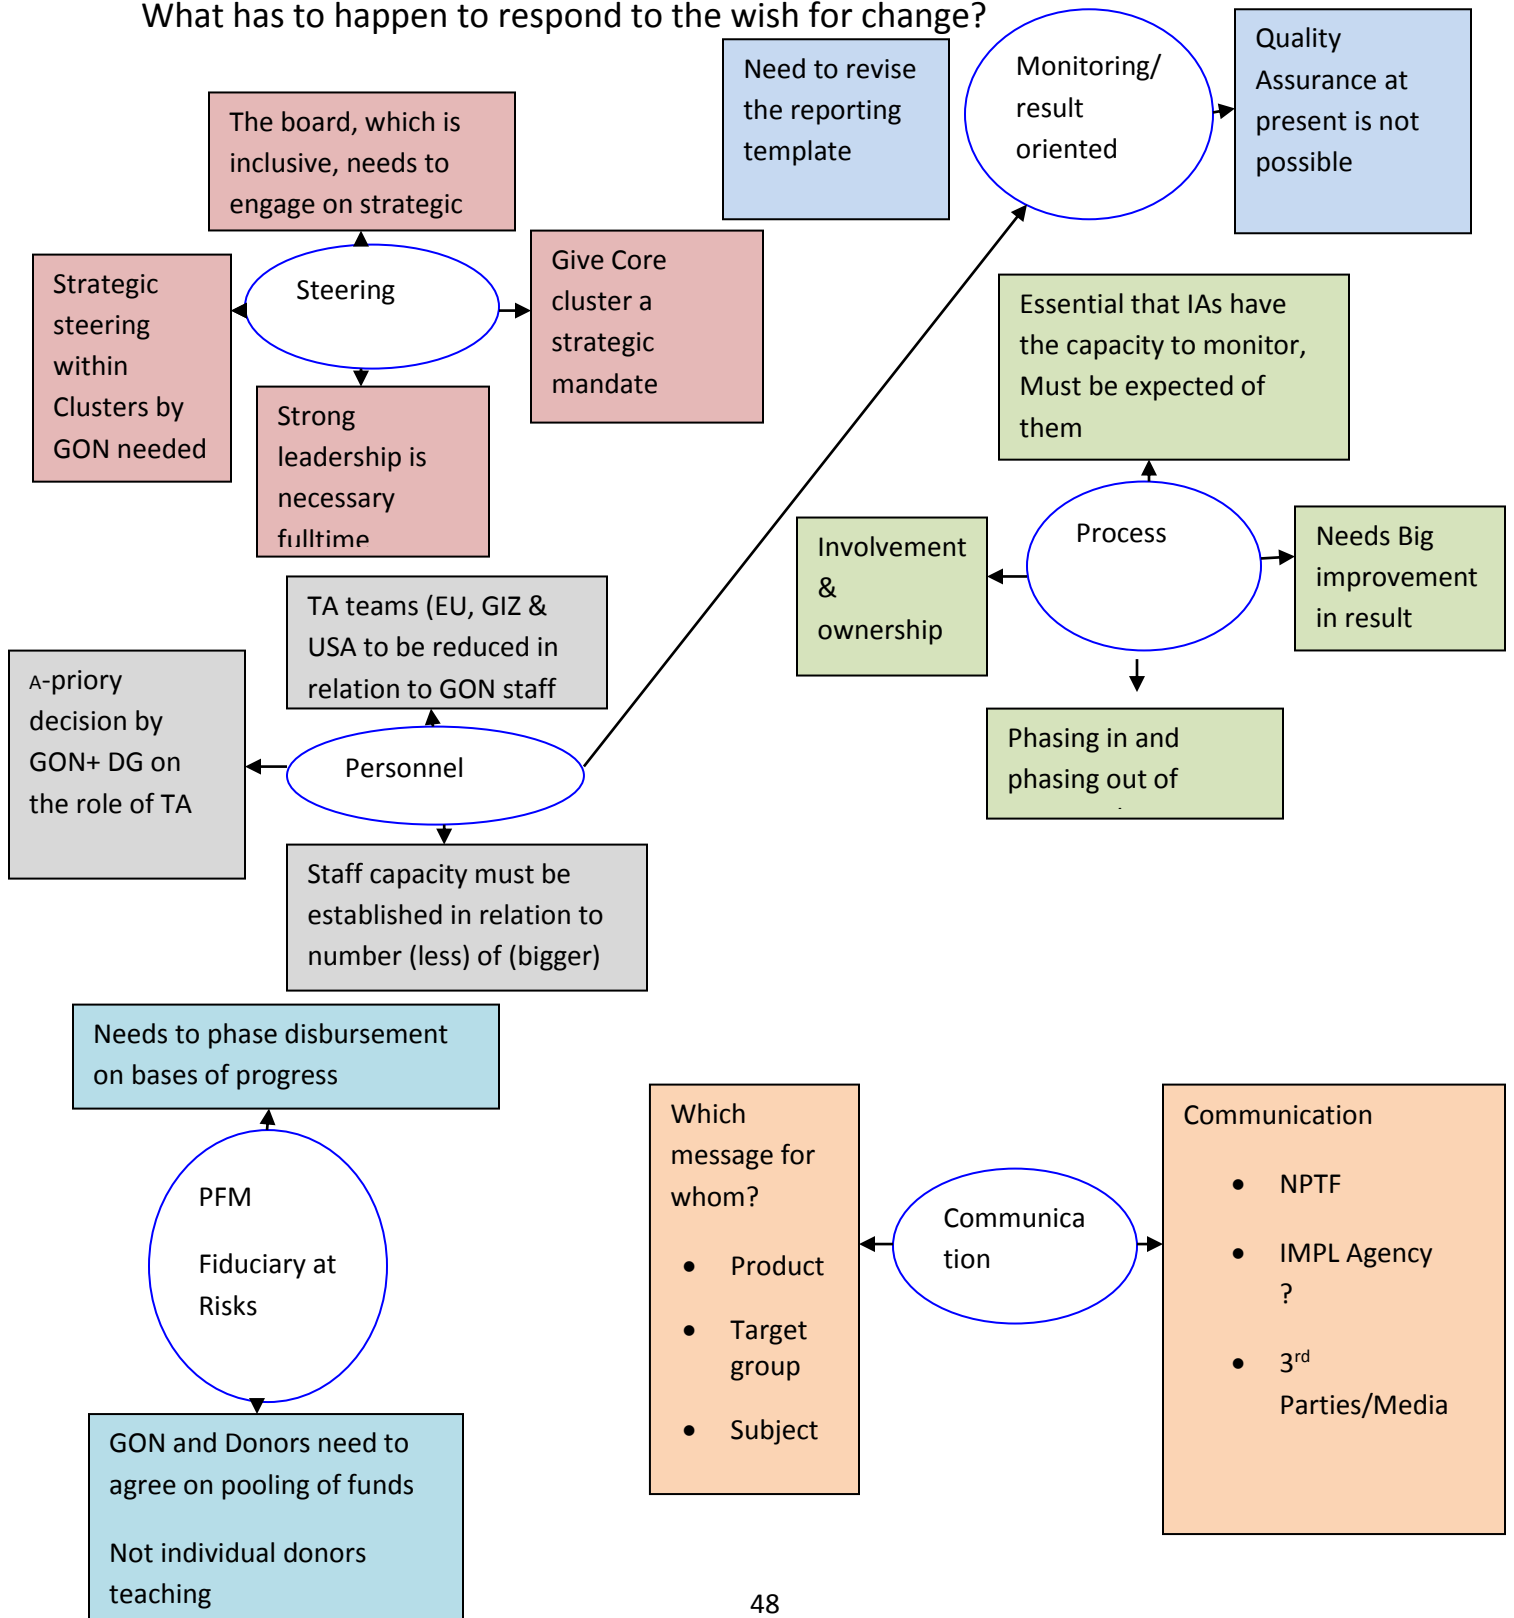 What has to happen to respond to the wish for change?
Need to revise
the reporting
template
Monitoring/
result
oriented
Quality
Assurance at
present is not
possible
The board, which is
inclusive, needs to
engage on strategic
Strategic
steering
within
Clusters by
GON needed
Steering
Give Core
cluster a
strategic
mandate
Strong
leadership is
necessary
fulltime
Essential that IAs have
the capacity to monitor,
Must be expected of
them
Involvement
&
ownership
Process
Needs Big
improvement
in result
Phasing in and
phasing out of
TA teams (EU, GIZ &
USA to be reduced in
relation to GON staff
A-priory
decision by
GON+ DG on
the role of TA
Personnel
Staff capacity must be
established in relation to
number (less) of (bigger)
Needs to phase disbursement
on bases of progress
PFM
Fiduciary at
Risks
GON and Donors need to
agree on pooling of funds
Not individual donors
teaching
Which
message for
whom?
• Product
• Target
group
• Subject
Communica
tion
Communication
• NPTF
• IMPL Agency
?
• 3rd
Parties/Media
48